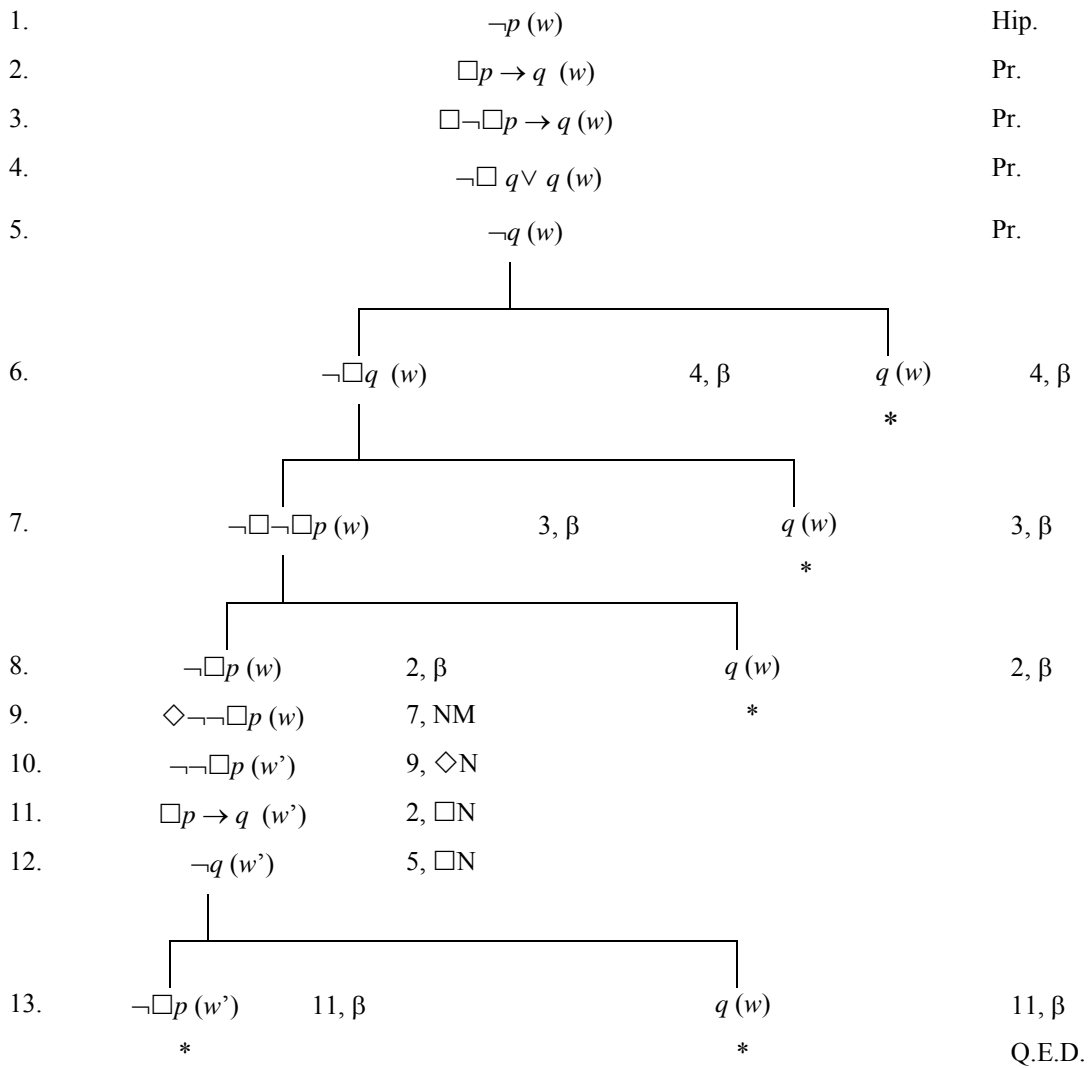 1. ¬p (w) Hip.
2. □p → q (w) Pr.
3. □¬□p → q (w) Pr.
4. ¬□ q∨ q (w) Pr.
5. ¬q (w) Pr.
6. ¬□q (w) 4, β q (w) 4, β
*
7. ¬□¬□p (w) 3, β q (w) 3, β
*
8. ¬□p (w) 2, β q (w) 2, β
9. ◇¬¬□p (w) 7, NM *
10. ¬¬□p (w’) 9, ◇N
11. □p → q (w’) 2, □N
12. ¬q (w’) 5, □N
13. ¬□p (w’) 11, β q (w) 11, β
* * Q.E.D.